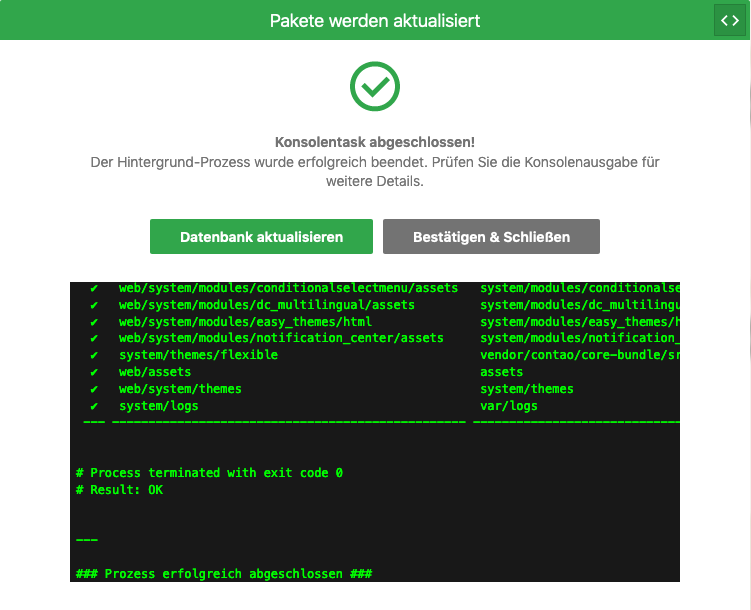 Pakete werden aktualisiert
<>
Konsolentask abgeschlossen!
Der Hintergrund-Prozess wurde erfolgreich beendet. Prüfen Sie die Konsolenausgabe für
weitere Details.
Datenbank aktualisieren Bestätigen & Schließen
✔ web/system/modules/conditionalselectmenu/assets system/modules/conditionalse
✔ web/system/modules/dc_multilingual/assets system/modules/dc_multilingu
✔ web/system/modules/easy_themes/html system/modules/easy_themes/h
✔ web/system/modules/notification_center/assets system/modules/notification_
✔ system/themes/flexible vendor/contao/core-bundle/sr
✔ web/assets assets
✔ web/system/themes system/themes
✔ system/logs var/logs
--- ------------------------------------------------- -----------------------------
# Process terminated with exit code 0
# Result: OK
---
### Prozess erfolgreich abgeschlossen ###